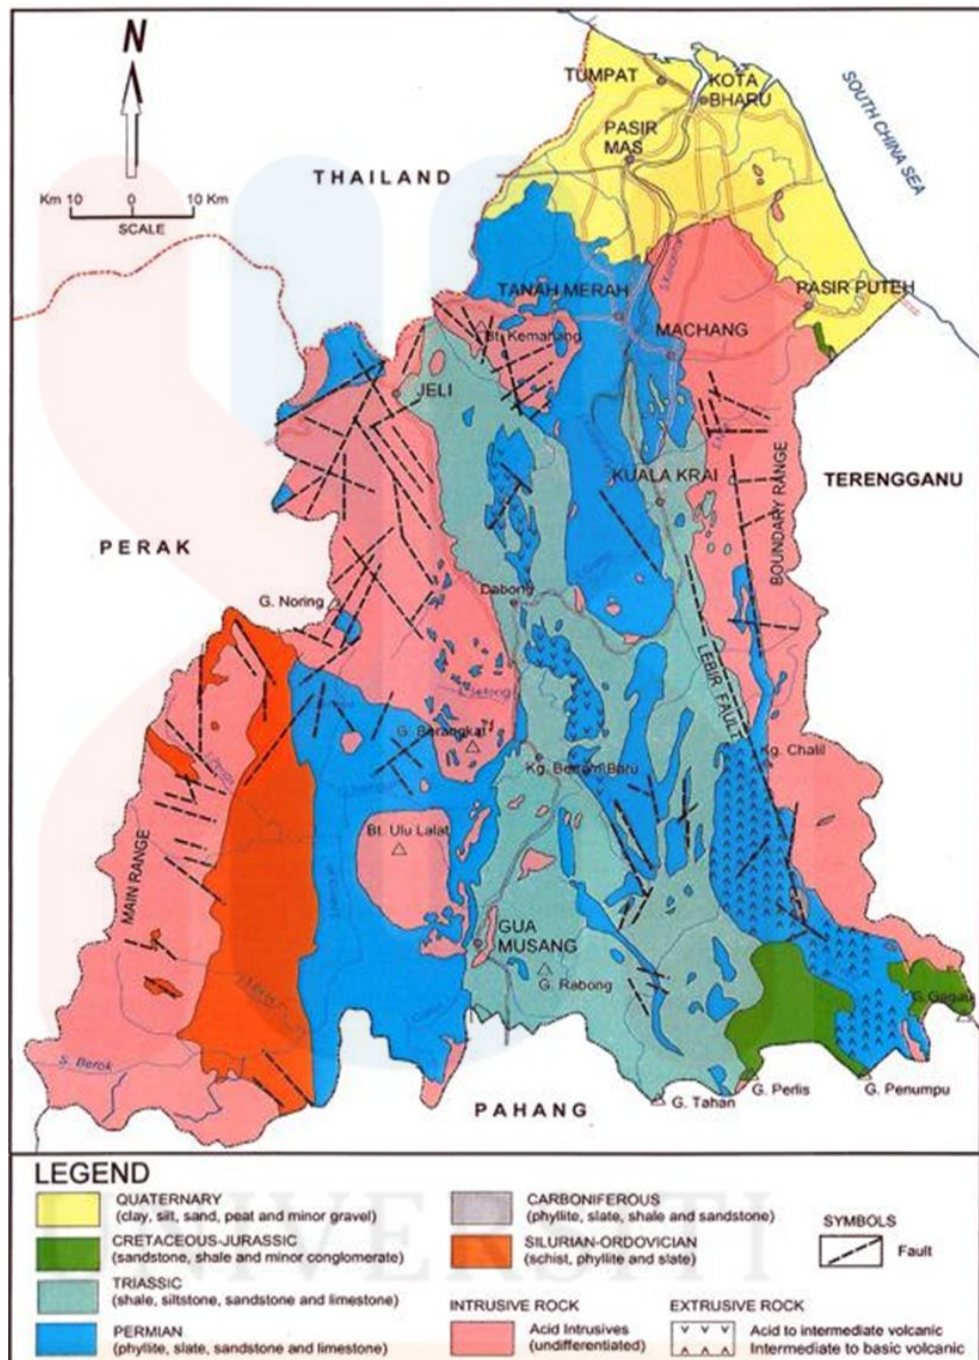 N
Km 10 0 10 Km
SCALE
THAILAND
TUMPAT
KOTA
BHARU
PASIR
MAS
SOUTH CHINA SEA
TANAH MERAH
PASIR PUTEH
MACHANG
Bt. Kemahang
JELI
KUALA KRAI
BOUNDARY RANGE
TERENGGANU
PERAK
G. Noring
Dabong
LEBIR FAULT
G. Berangkat
Kg. Bertam Baru
Kg. Chalil
Bt. Ulu Lalat
MAIN RANGE
GUA
MUSANG
G. Rabong
G. Gagau
S. Berok
PAHANG
G. Tahan
G. Perlis
G. Penumpu
LEGEND
QUATERNARY
(clay, silt, sand, peat and minor gravel)
CRETACEOUS-JURASSIC
(sandstone, shale and minor conglomerate)
TRIASSIC
(shale, siltstone, sandstone and limestone)
PERMIAN
(phyllite, slate, sandstone and limestone)
CARBONIFEROUS
(phyllite, slate, shale and sandstone)
SILURIAN-ORDOVICIAN
(schist, phyllite and slate)
INTRUSIVE ROCK
Acid Intrusives
(undifferentiated)
SYMBOLS
Fault
EXTRUSIVE ROCK
Acid to intermediate volcanic
Intermediate to basic volcanic
UNIVERSITI